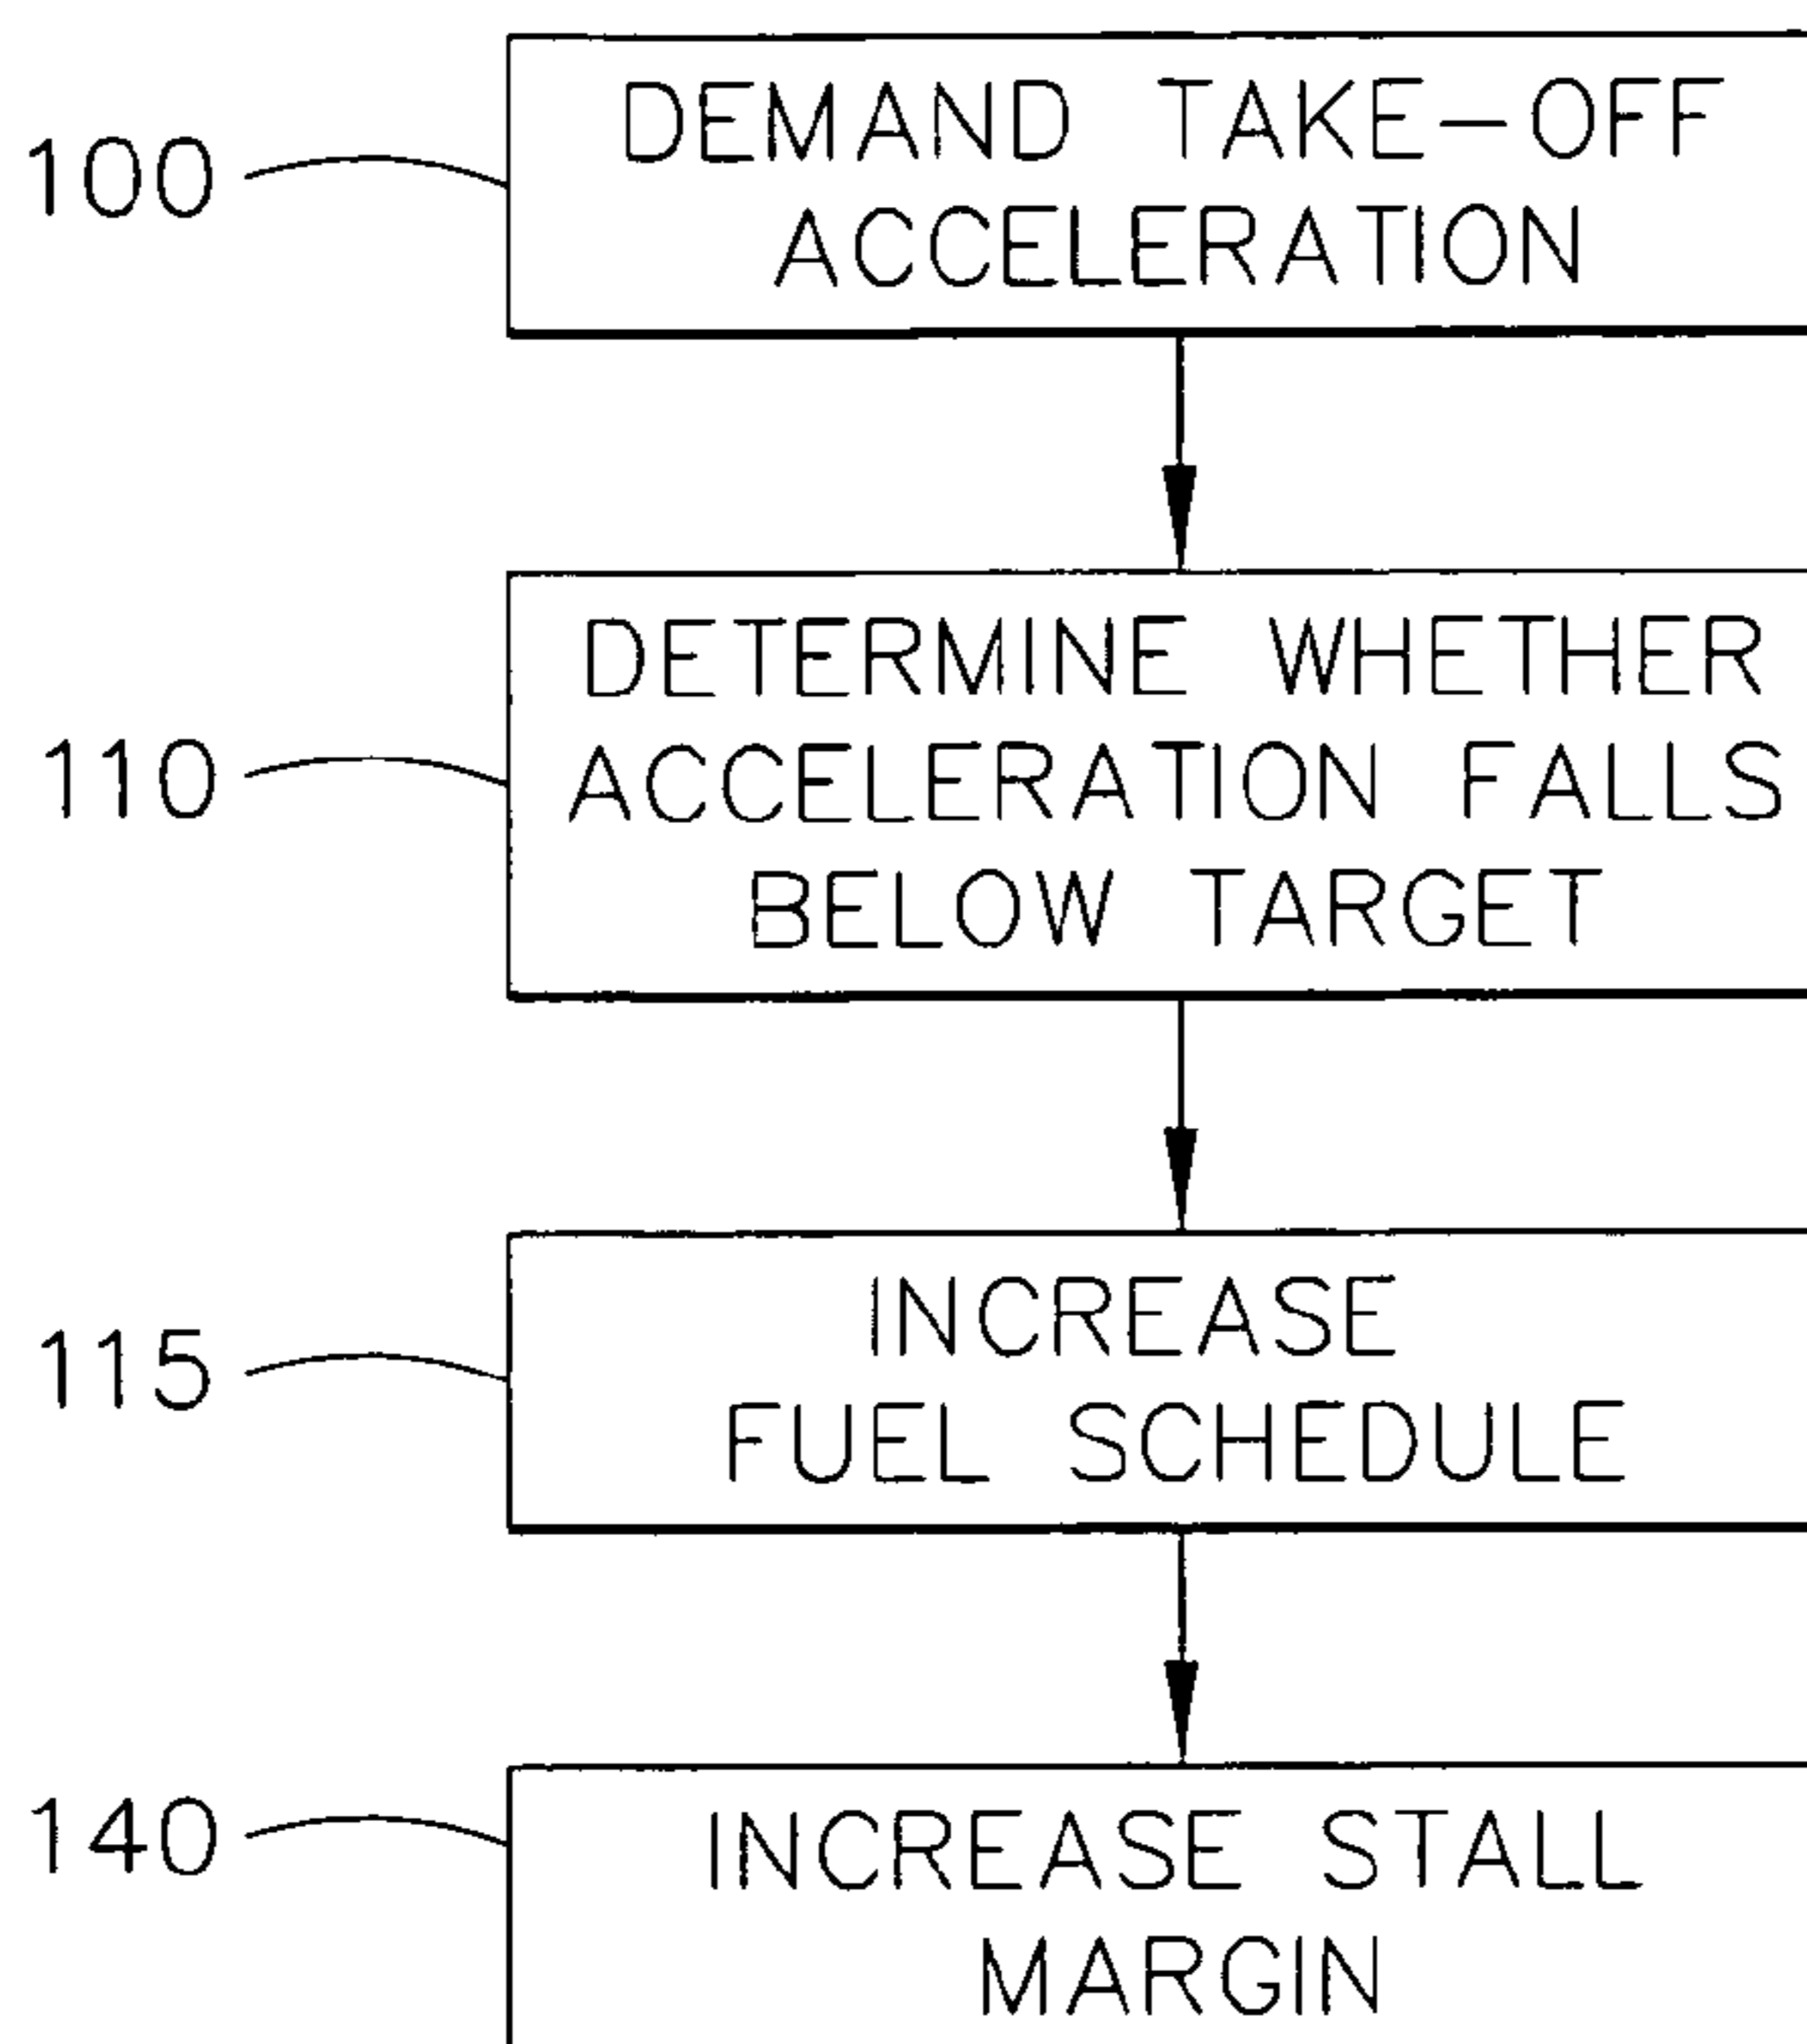 100
DEMAND TAKE-OFF
ACCELERATION
110
DETERMINE WHETHER
ACCELERATION FALLS
BELOW TARGET
115
INCREASE
FUEL SCHEDULE
140
INCREASE STALL
MARGIN